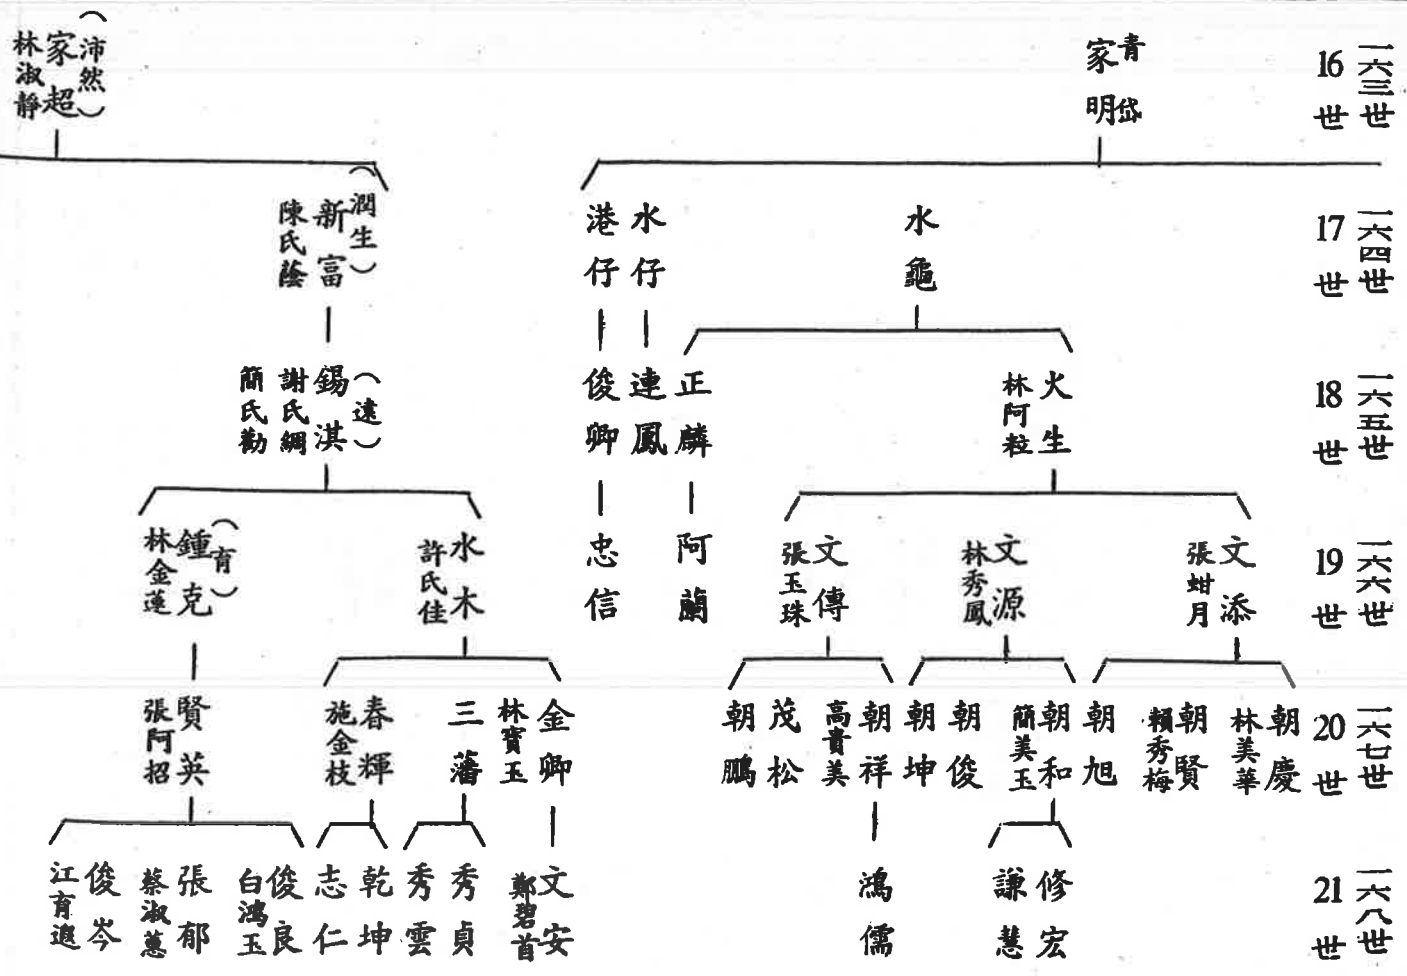 一六三世
16世
青岱
家明
（沛然）
家超
林淑靜
一六四世
17世
水龜
水仔
港仔
（潤生）
新富
陳氏蔭
一六五世
18世
火生
林阿粒
正麟
連鳳
俊卿
（遠）
錫淇
謝氏綢
簡氏勸
一六六世
19世
文添
張蚶月
文源
林秀鳳
文傳
張玉珠
阿蘭
忠信
水木
許氏佳
（育）
鍾克
林金蓮
一六七世
20世
朝慶
林美華
朝賢
賴秀梅
朝旭
朝和
簡美玉
朝俊
朝坤
朝祥
高貴美
茂松
朝鵬
金卿
林寶玉
三藩
春輝
施金枝
賢英
張阿招
一六八世
21世
修宏
謙慧
鴻儒
文安
鄭碧首
秀貞
秀雲
乾坤
志仁
俊良
白鴻玉
張郁
蔡淑蕙
俊岑
江育遐